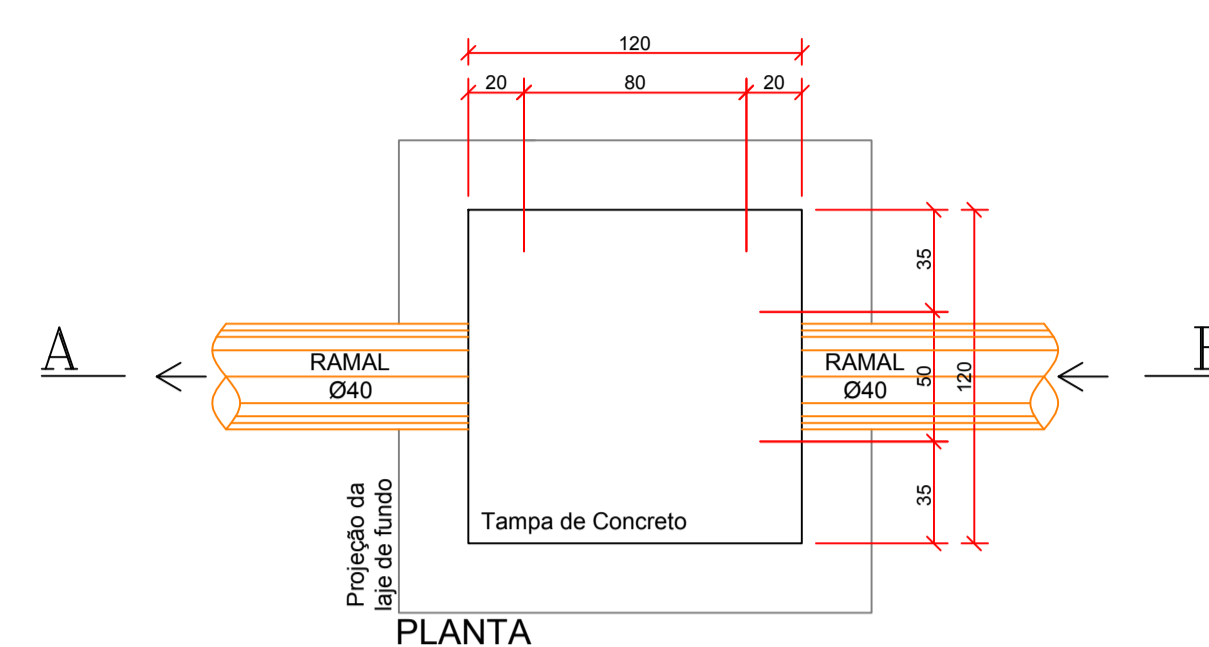 120
20 80 20
35
A
RAMAL
Ø40
RAMAL
Ø40
50
120
35
Projeção da
laje de fundo
Tampa de Concreto
PLANTA